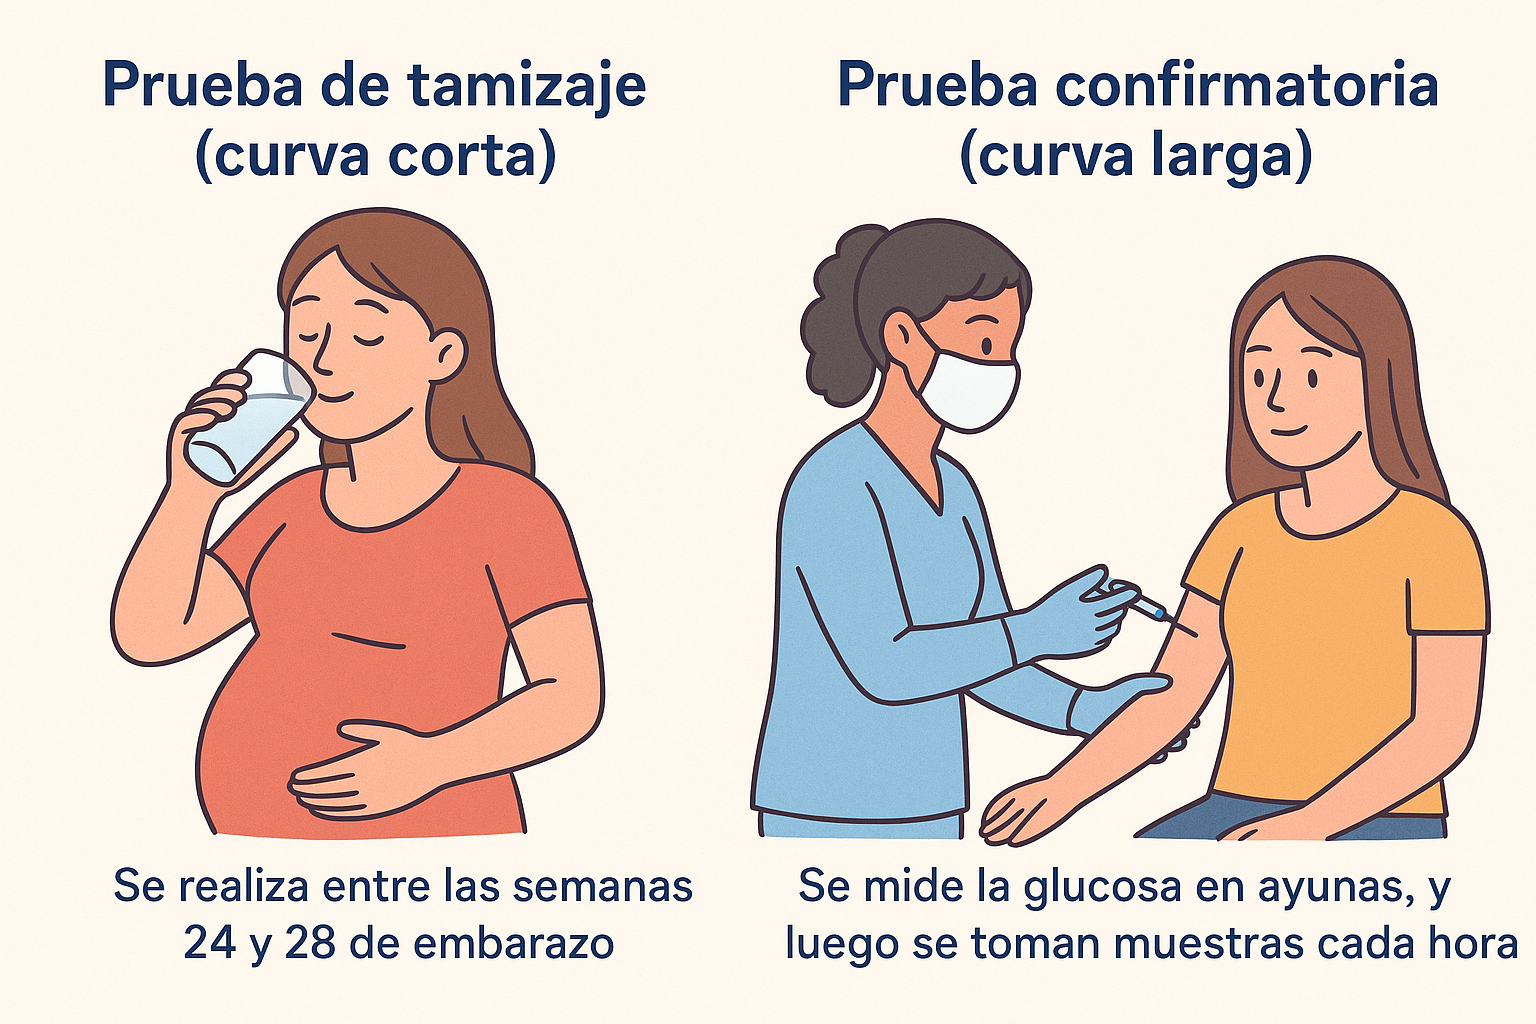 Prueba de tamizaje
(curva corta)
Se realiza entre las semanas
24 y 28 de embarazo
Prueba confirmatoria
(curva larga)
Se mide la glucosa en ayunas, y
luego se toman muestras cada hora